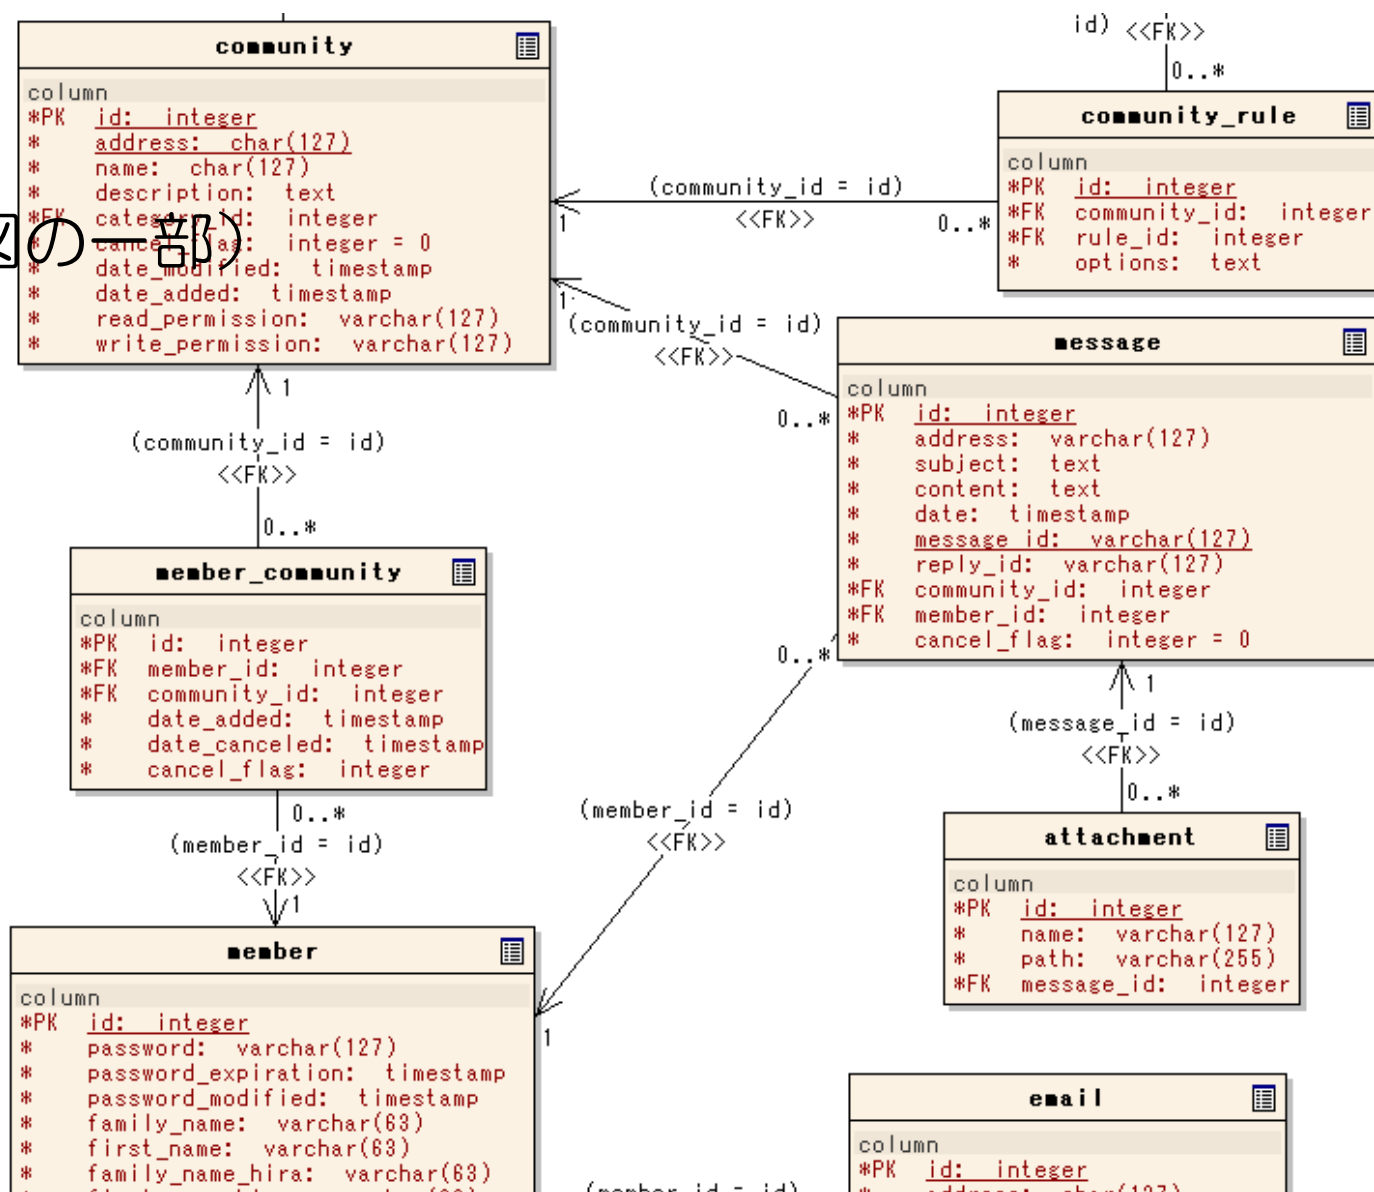 community
column
*PK id: integer
* address: char(127)
* name: char(127)
* description: text
*FK category_id: integer
* cancel_flag: integer = 0
* date_modified: timestamp
* date_added: timestamp
* read_permission: varchar(127)
* write_permission: varchar(127)
図の一部)
id) <<FK>>
0..*
community_rule
column
*PK id: integer
*FK community_id: integer
*FK rule_id: integer
* options: text
(community_id = id)
<<FK>>
1
0..*
1
(community_id = id)
<<FK>>
0..*
message
column
*PK id: integer
* address: varchar(127)
* subject: text
* content: text
* date: timestamp
* message_id: varchar(127)
* reply_id: varchar(127)
*FK community_id: integer
*FK member_id: integer
* cancel_flag: integer = 0
1
(community_id = id)
<<FK>>
0..*
member_community
column
*PK id: integer
*FK member_id: integer
*FK community_id: integer
* date_added: timestamp
* date_canceled: timestamp
* cancel_flag: integer
0..*
(member_id = id)
<<FK>>
1
0..*
(member_id = id)
<<FK>>
1
1
(message_id = id)
<<FK>>
0..*
attachment
column
*PK id: integer
* name: varchar(127)
* path: varchar(255)
*FK message_id: integer
member
column
*PK id: integer
* password: varchar(127)
* password_expiration: timestamp
* password_modified: timestamp
* family_name: varchar(63)
* first_name: varchar(63)
* family_name_hira: varchar(63)
(member_id = id)
email
column
*PK id: integer
* address: char(127)